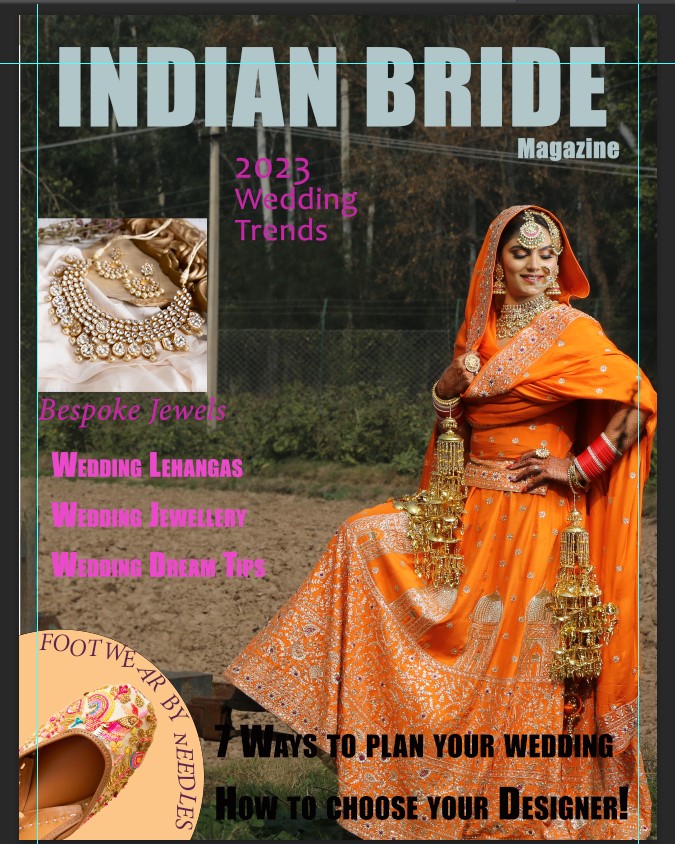 INDIAN BRIDE
Magazine
2023
Wedding
Trends
Bespoke Jewels
Wedding Lehangas
Wedding Jewellery
Wedding Dream Tips
FOOTWEAR BY NEEDLES
7 Ways to plan your wedding
How to choose your Designer!